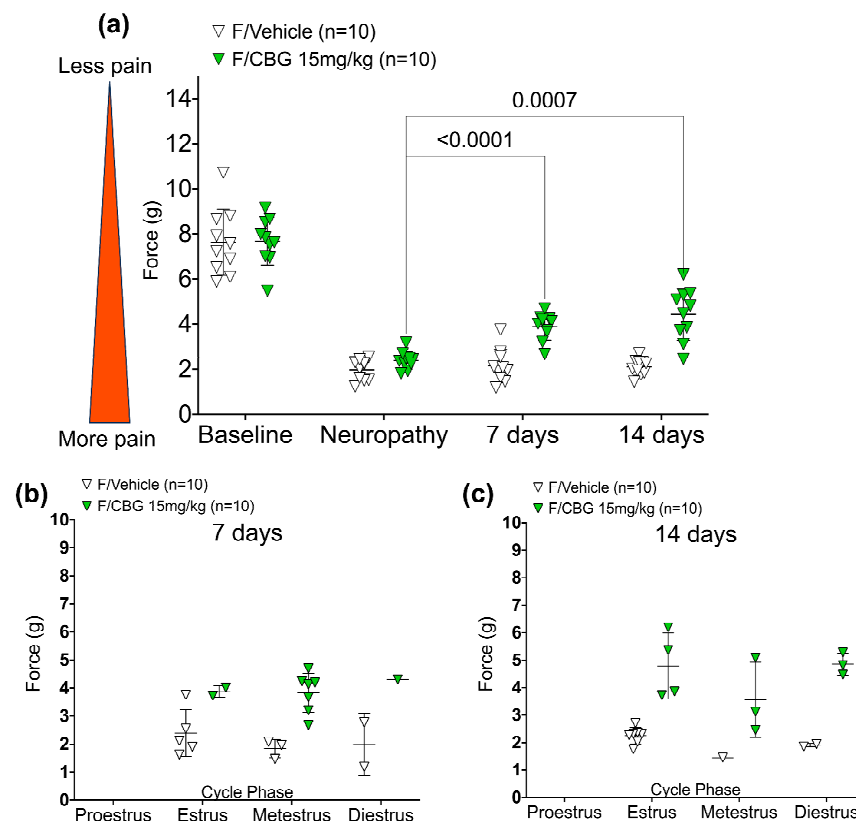 (a)
F/Vehicle (n=10)
F/CBG 15mg/kg (n=10)
Less pain
More pain
Force (g)
14
12
10
8
6
4
2
0
0.0007
<0.0001
Baseline Neuropathy 7 days 14 days
(b)
F/Vehicle (n=10)
F/CBG 15mg/kg (n=10)
7 days
Force (g)
10
9
8
7
6
5
4
3
2
1
0
Cycle Phase
Proestrus Estrus Metestrus Diestrus
(c)
F/Vehicle (n=10)
F/CBG 15mg/kg (n=10)
14 days
Force (g)
10
9
8
7
6
5
4
3
2
1
0
Cycle Phase
Proestrus Estrus Metestrus Diestrus